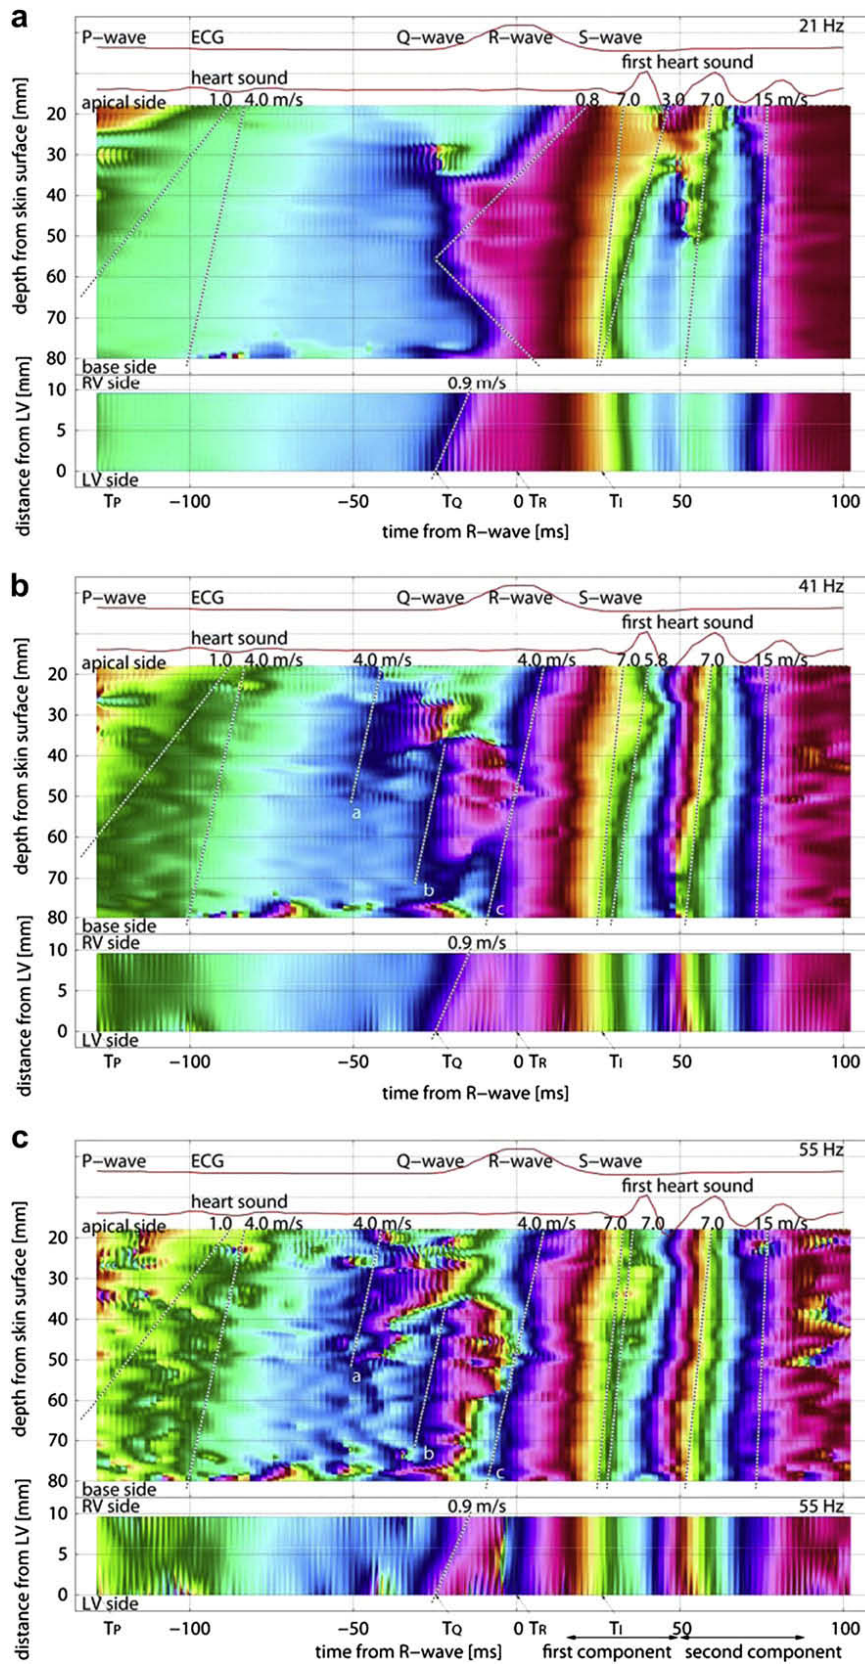 a
P−wave ECG Q−wave R−wave S−wave 21 Hz
heart sound first heart sound
apical side 1.0 4.0 m/s 0.8 7.0 3.0 7.0 15 m/s
depth from skin surface [mm]
20
30
40
50
60
70
80
base side
RV side 0.9 m/s
distance from LV [mm]
10
5
0
LV side
TP −100 −50 TQ 0 TR TI 50 100
time from R−wave [ms]
b
P−wave ECG Q−wave R−wave S−wave 41 Hz
heart sound first heart sound
apical side 1.0 4.0 m/s 4.0 m/s 4.0 m/s 7.0 5.8 7.0 15 m/s
depth from skin surface [mm]
20
30
40
50
60
70
80
a
b
c
base side
RV side 0.9 m/s
distance from LV [mm]
10
5
0
LV side
TP −100 −50 TQ 0 TR TI 50 100
time from R−wave [ms]
c
P−wave ECG Q−wave R−wave S−wave 55 Hz
heart sound first heart sound
apical side 1.0 4.0 m/s 4.0 m/s 4.0 m/s 7.0 7.0 7.0 15 m/s
depth from skin surface [mm]
20
30
40
50
60
70
80
a
b
c
base side
RV side 0.9 m/s 55 Hz
distance from LV [mm]
10
5
0
LV side
TP −100 −50 TQ 0 TR TI 50 100
time from R−wave [ms] first component second component